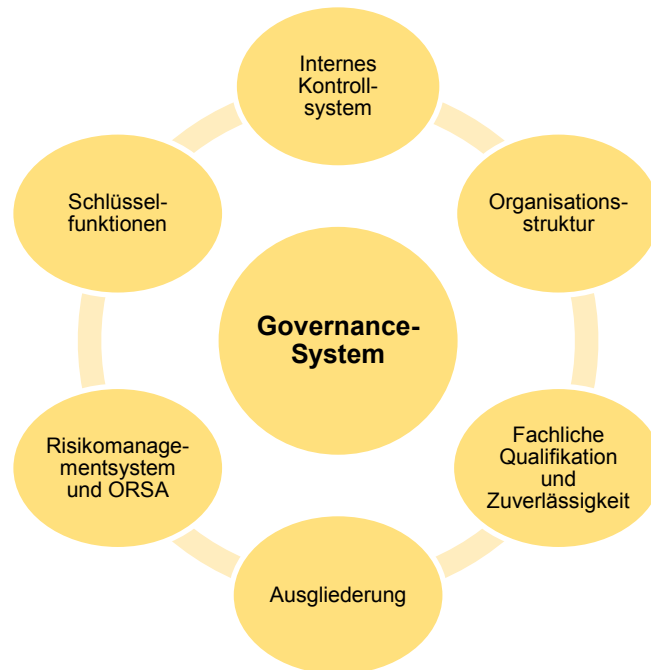 Internes
Kontroll-
system
Schlüssel-
funktionen
Organisations-
struktur
Governance-
System
Risikomanage-
mentsystem
und ORSA
Fachliche
Qualifikation
und
Zuverlässigkeit
Ausgliederung